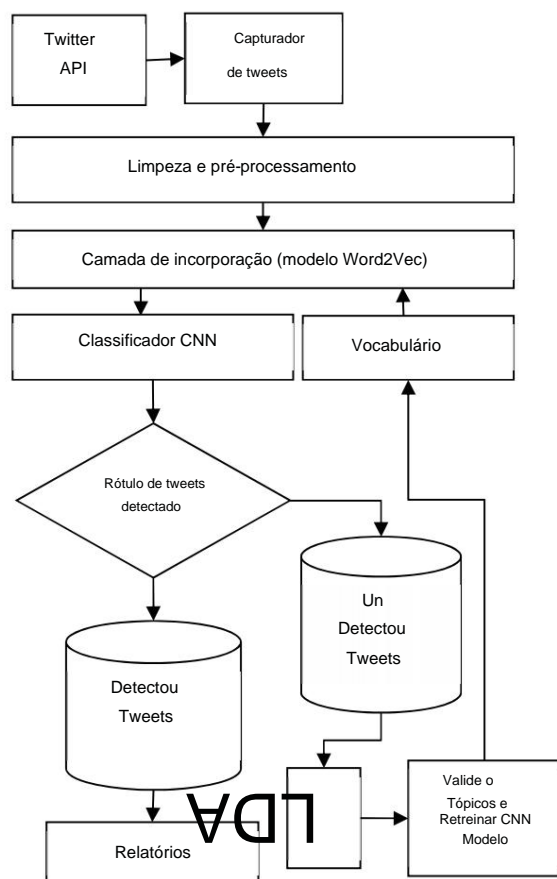 Twitter
API
Capturador
de tweets
Limpeza e pré-processamento
Camada de incorporação (modelo Word2Vec)
Classificador CNN
Vocabulário
Rótulo de tweets
detectado
Un
Detectou
Tweets
Detectou
Tweets
LDA
Valide o
Tópicos e
Retreinar CNN
Modelo
Relatórios